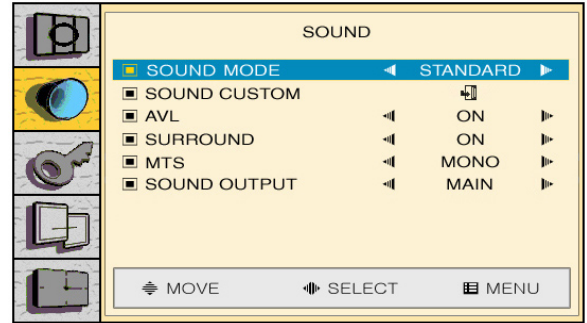 SOUND
SOUND MODE STANDARD
SOUND CUSTOM
AVL ON
SURROUND ON
MTS MONO
SOUND OUTPUT MAIN
MOVE SELECT MENU